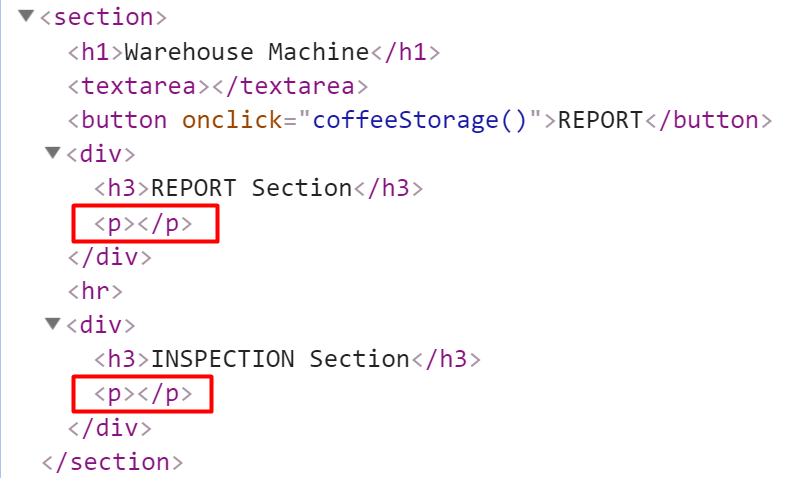 <section>
<h1>Warehouse Machine</h1>
<textarea></textarea>
<button onclick="coffeeStorage()">REPORT</button>
<div>
<h3>REPORT Section</h3>
<p></p>
</div>
<hr>
<div>
<h3>INSPECTION Section</h3>
<p></p>
</div>
</section>